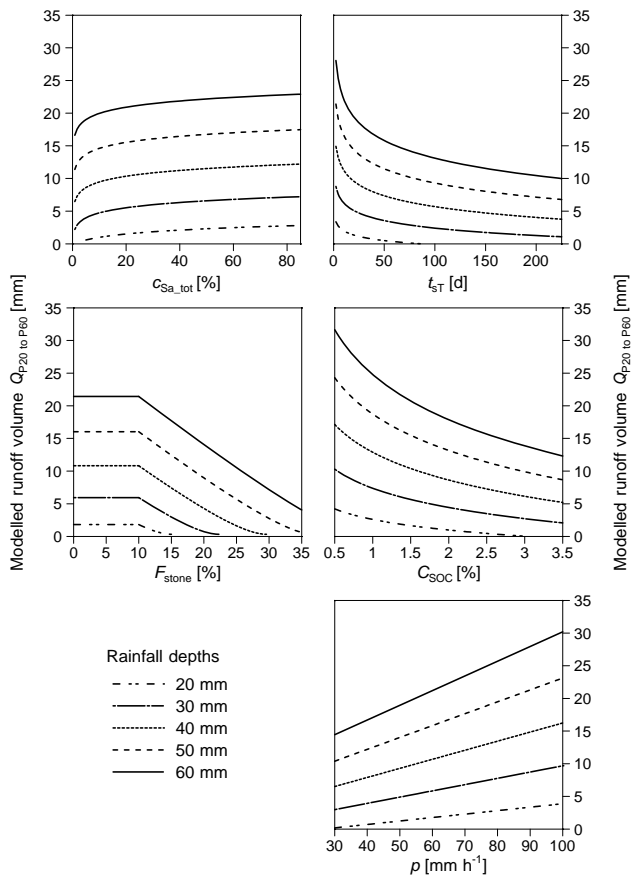 35
30
25
20
15
10
5
0
0 20 40 60 80
c_Sa_tot [%]
35
30
25
20
15
10
5
0
0 50 100 150 200
t_sT [d]
Modelled runoff volume Q_P20 to P60 [mm]
35
30
25
20
15
10
5
0
0 5 10 15 20 25 30 35
F_stone [%]
35
30
25
20
15
10
5
0
0.5 1 1.5 2 2.5 3 3.5
C_SOC [%]
Modelled runoff volume Q_P20 to P60 [mm]
Rainfall depths
20 mm
30 mm
40 mm
50 mm
60 mm
35
30
25
20
15
10
5
0
30 40 50 60 70 80 90 100
p [mm h⁻¹]